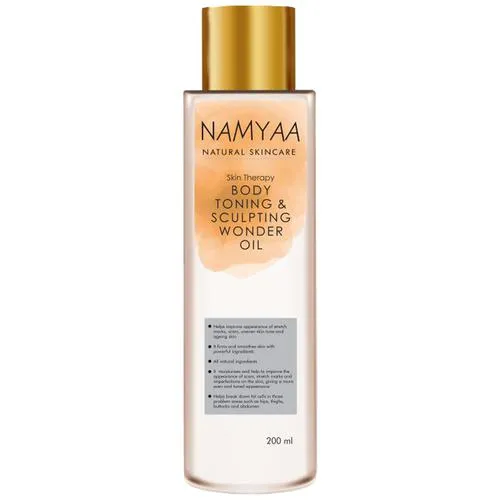 NAMYAA
NATURAL SKINCARE
Skin Therapy
BODY
TONING &
SCULPTING
WONDER
OIL
Helps improve appearance of stretch
marks, scars, uneven skin tone and
ageing skin
It firms and smoothes skin with
powerful ingredients
All natural ingredients
It moisturises and help to improve the
appearance of scars, stretch marks and
imperfections on the skin, giving a more
even and toned appearance
Helps break down fat cells in those
problem areas such as hips, thighs,
buttocks and abdomen
200 ml